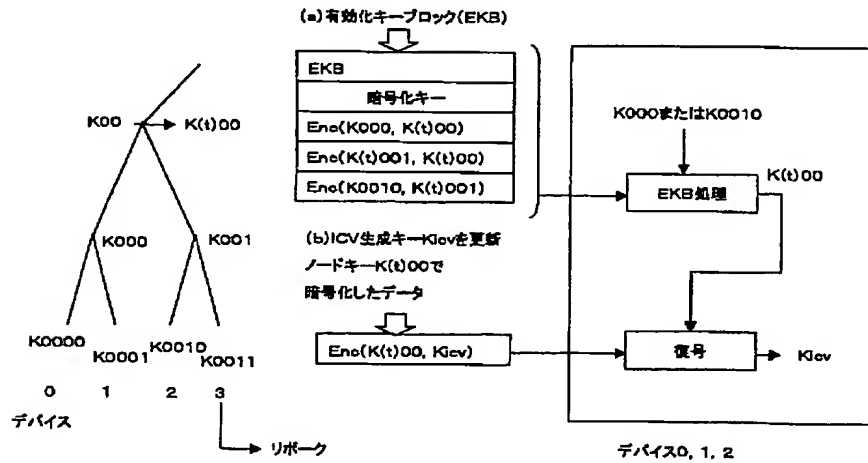 K00
K(t)00
K000
K001
K0000
K0001
K0010
K0011
0
1
2
3
デバイス
リボーク
(a)有効化キーブロック(EKB)
EKB
暗号化キー
Enc(K000, K(t)00)
Enc(K(t)001, K(t)00)
Enc(K0010, K(t)001)
(b)ICV生成キーKicvを更新
ノードキーK(t)00で
暗号化したデータ
Enc(K(t)00, Kicv)
K000またはK0010
EKB処理
K(t)00
復号
Kicv
デバイス0, 1, 2